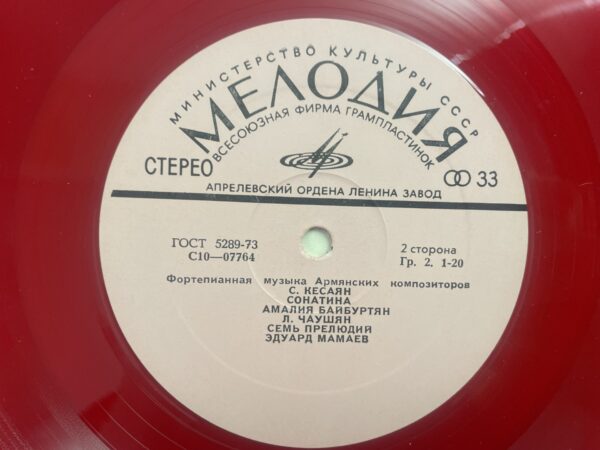 МИНИСТЕРСТВО КУЛЬТУРЫ СССР
МЕЛОДИЯ
ВСЕСОЮЗНАЯ ФИРМА ГРАМПЛАСТИНОК
СТЕРЕО
33
АПРЕЛЕВСКИЙ ОРДЕНА ЛЕНИНА ЗАВОД
ГОСТ 5289-73
С10—07764
2 сторона
Гр. 2. 1-20
Фортепианная музыка Армянских композиторов
С. КЕСАЯН
СОНАТИНА
АМАЛИЯ БАЙБУРТЯН
Л. ЧАУШЯН
СЕМЬ ПРЕЛЮДИЙ
ЭДУАРД МАМАЕВ